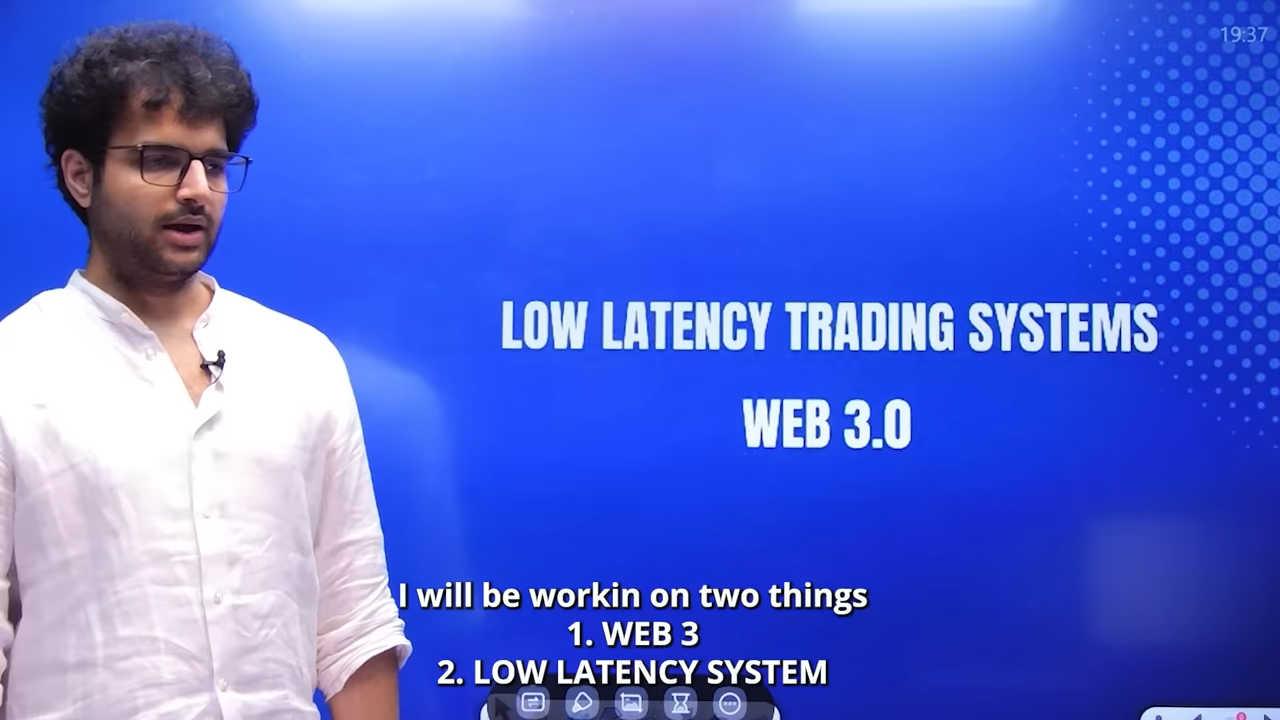 19:37
LOW LATENCY TRADING SYSTEMS
WEB 3.0
I will be workin on two things
1. WEB 3
2. LOW LATENCY SYSTEM